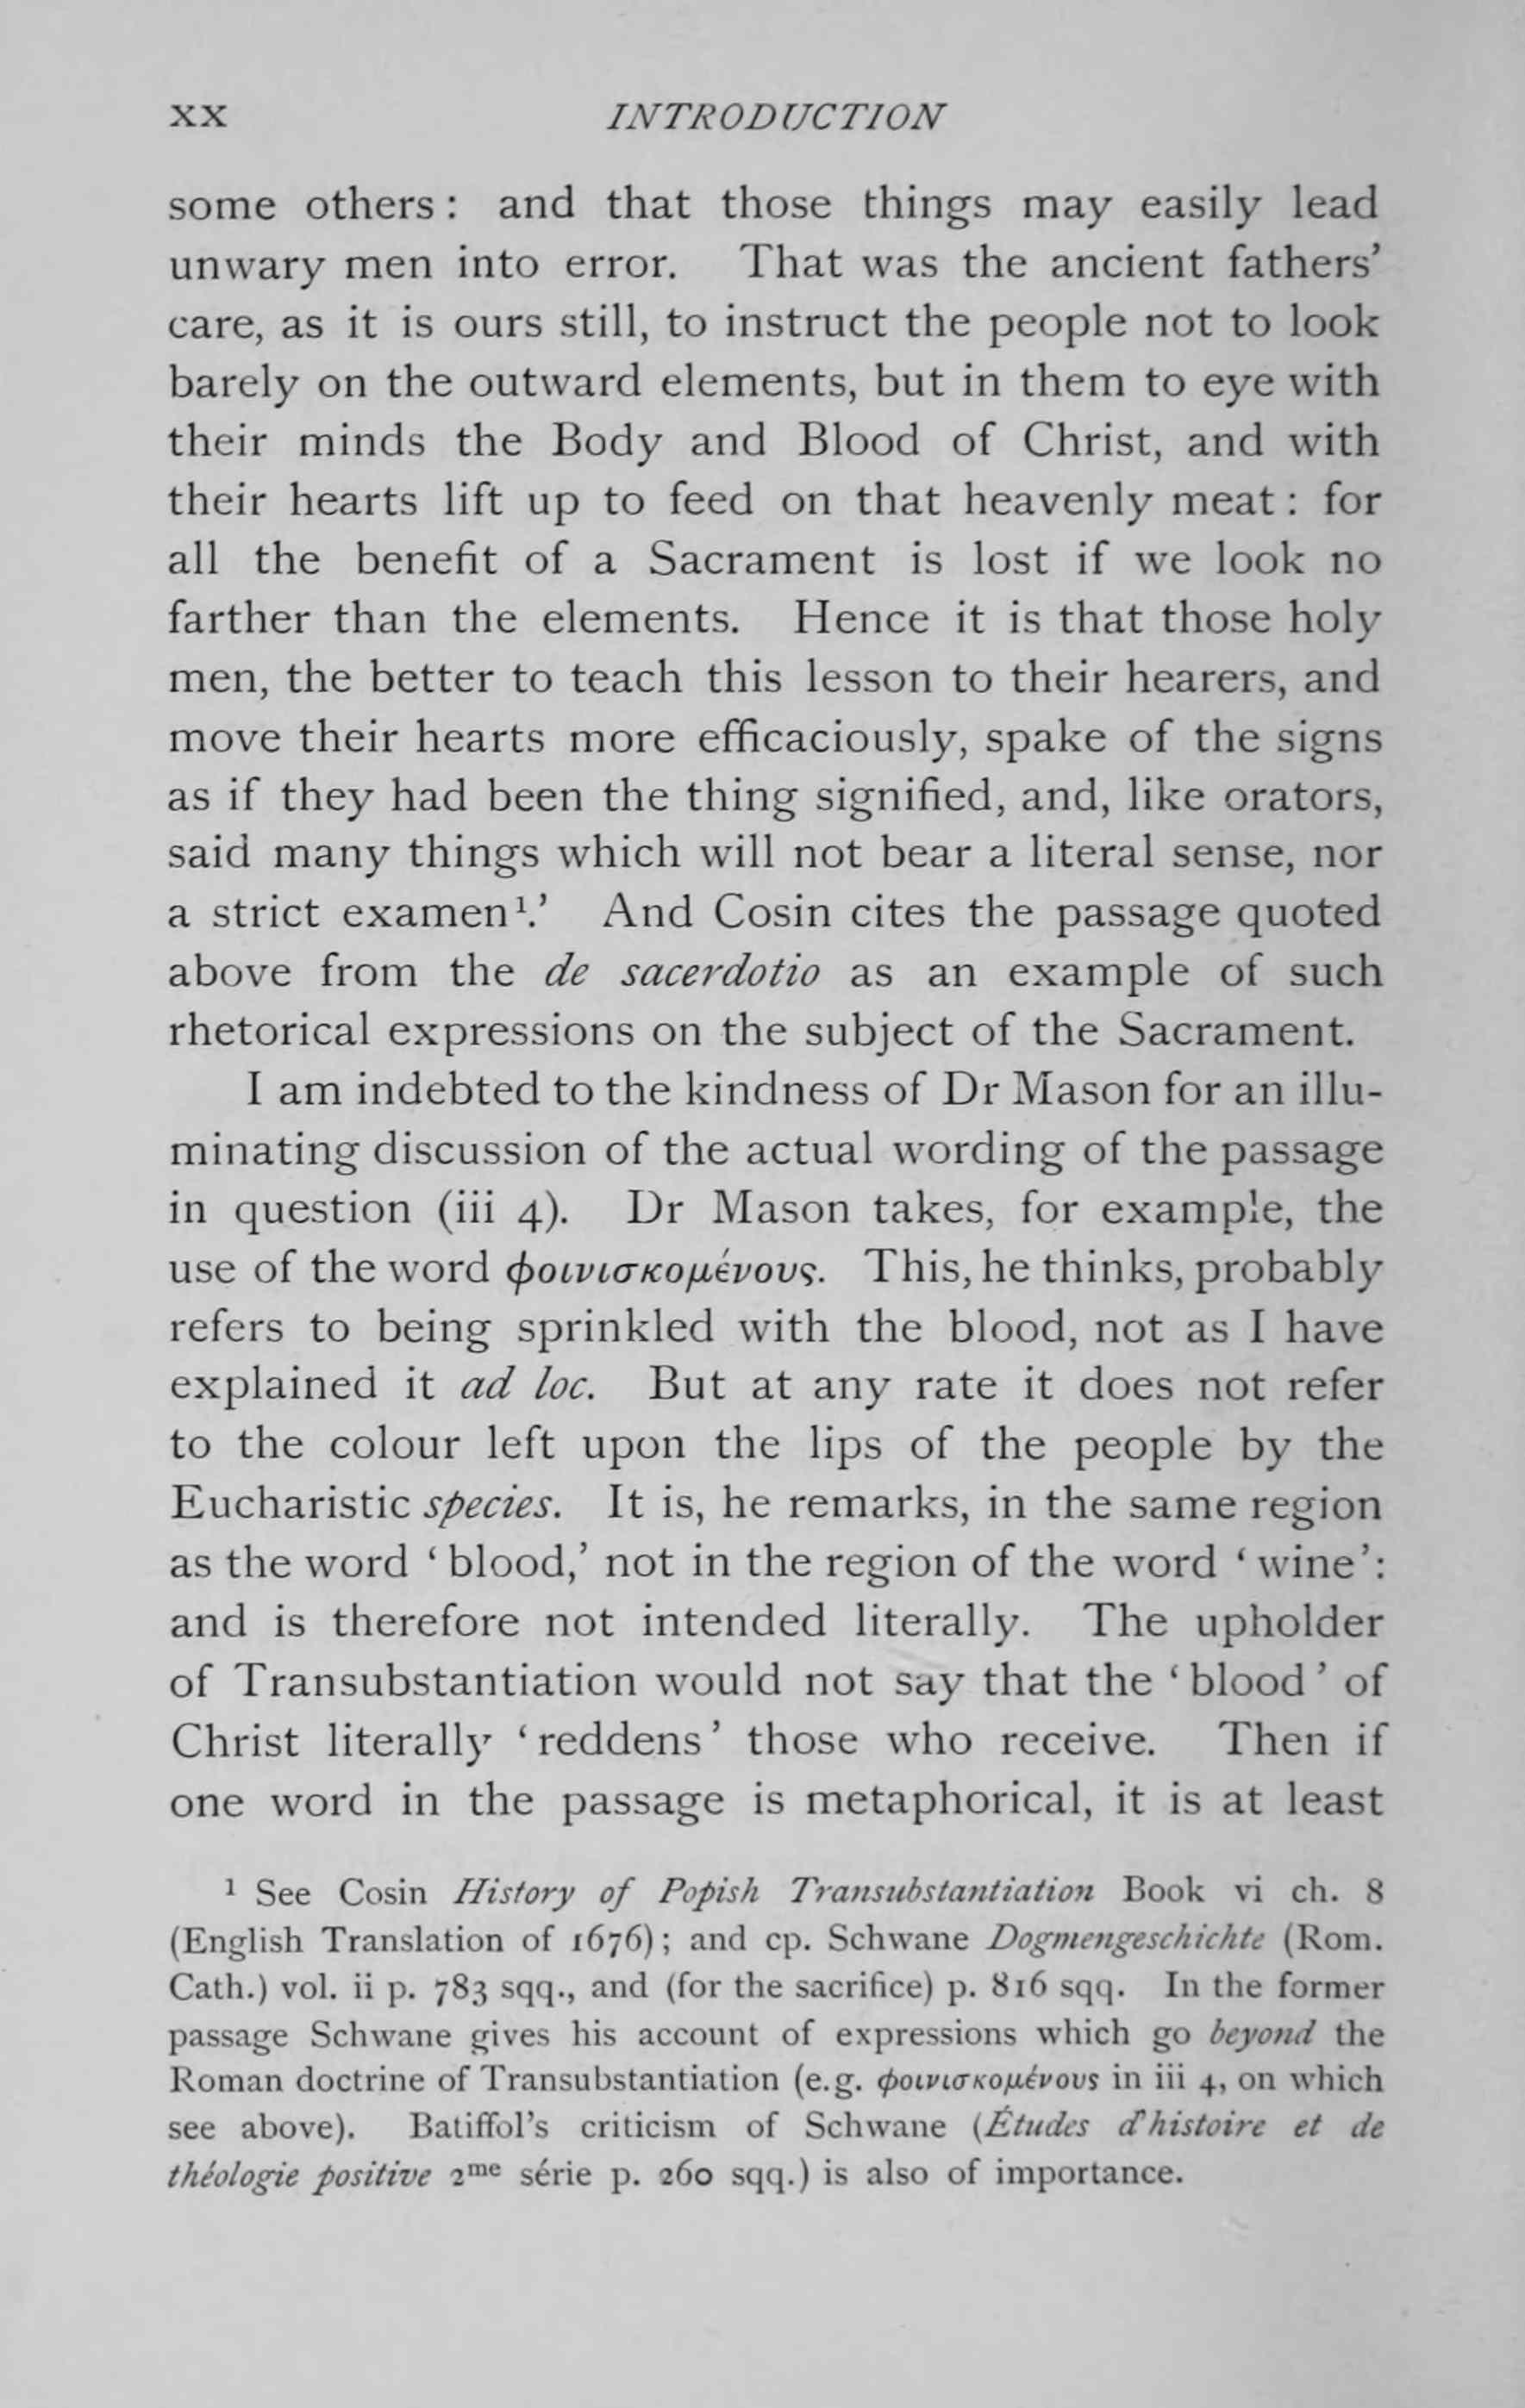 xx INTRODUCTION
some others: and that those things may easily lead
unwary men into error. That was the ancient fathers’
care, as it is ours still, to instruct the people not to look
barely on the outward elements, but in them to eye with
their minds the Body and Blood of Christ, and with
their hearts lift up to feed on that heavenly meat: for
all the benefit of a Sacrament is lost if we look no
farther than the elements. Hence it is that those holy
men, the better to teach this lesson to their hearers, and
move their hearts more efficaciously, spake of the signs
as if they had been the thing signified, and, like orators,
said many things which will not bear a literal sense, nor
a strict examen¹.’ And Cosin cites the passage quoted
above from the de sacerdotio as an example of such
rhetorical expressions on the subject of the Sacrament.
I am indebted to the kindness of Dr Mason for an illu-
minating discussion of the actual wording of the passage
in question (iii 4). Dr Mason takes, for example, the
use of the word φοινισκομένους. This, he thinks, probably
refers to being sprinkled with the blood, not as I have
explained it ad loc. But at any rate it does not refer
to the colour left upon the lips of the people by the
Eucharistic species. It is, he remarks, in the same region
as the word ‘blood,’ not in the region of the word ‘wine’:
and is therefore not intended literally. The upholder
of Transubstantiation would not say that the ‘blood’ of
Christ literally ‘reddens’ those who receive. Then if
one word in the passage is metaphorical, it is at least
¹ See Cosin History of Popish Transubstantiation Book vi ch. 8
(English Translation of 1676); and cp. Schwane Dogmengeschichte (Rom.
Cath.) vol. ii p. 783 sqq., and (for the sacrifice) p. 816 sqq. In the former
passage Schwane gives his account of expressions which go beyond the
Roman doctrine of Transubstantiation (e.g. φοινισκομένους in iii 4, on which
see above). Batiffol’s criticism of Schwane (Études d’histoire et de
théologie positive 2me série p. 260 sqq.) is also of importance.